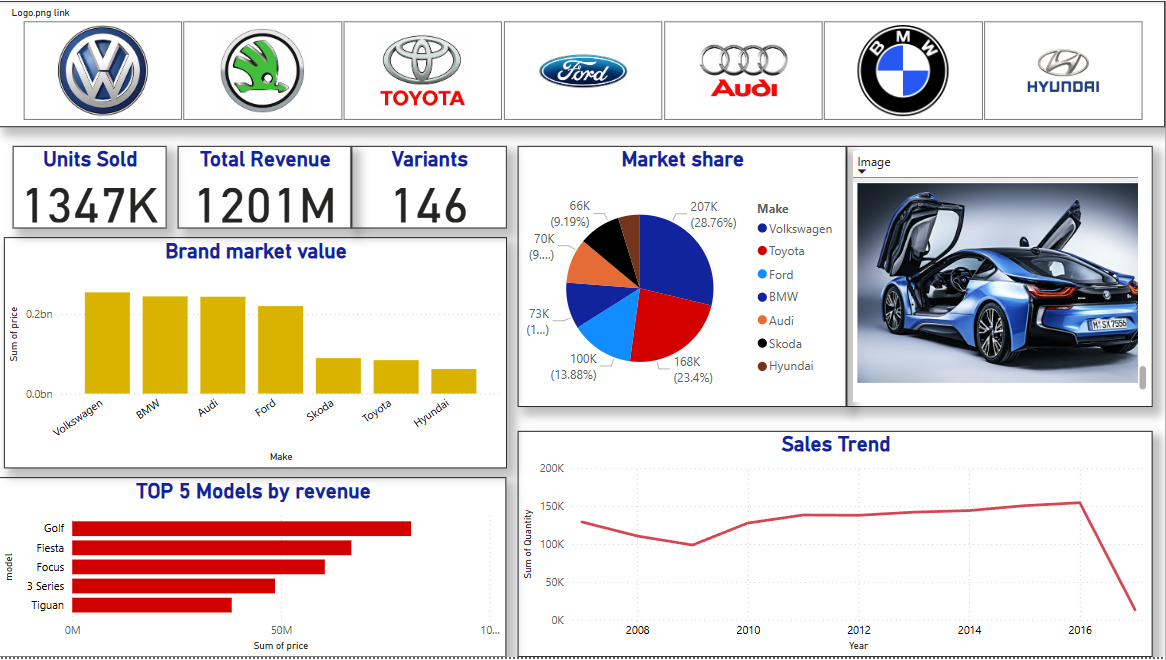 Logo.png link
TOYOTA
Ford
Audi
BMW
HYUNDAI
Units Sold
1347K
Total Revenue
1201M
Variants
146
Brand market value
Sum of price
0.2bn
0.0bn
Volkswagen
BMW
Audi
Ford
Skoda
Toyota
Hyundai
Make
TOP 5 Models by revenue
model
Golf
Fiesta
Focus
3 Series
Tiguan
0M
50M
10...
Sum of price
Market share
207K
(28.76%)
168K
(23.4%)
100K
(13.88%)
73K
(1...)
70K
(9....)
66K
(9.19%)
Make
Volkswagen
Toyota
Ford
BMW
Audi
Skoda
Hyundai
Image
Sales Trend
Sum of Quantity
200K
150K
100K
50K
0K
2008
2010
2012
2014
2016
Year